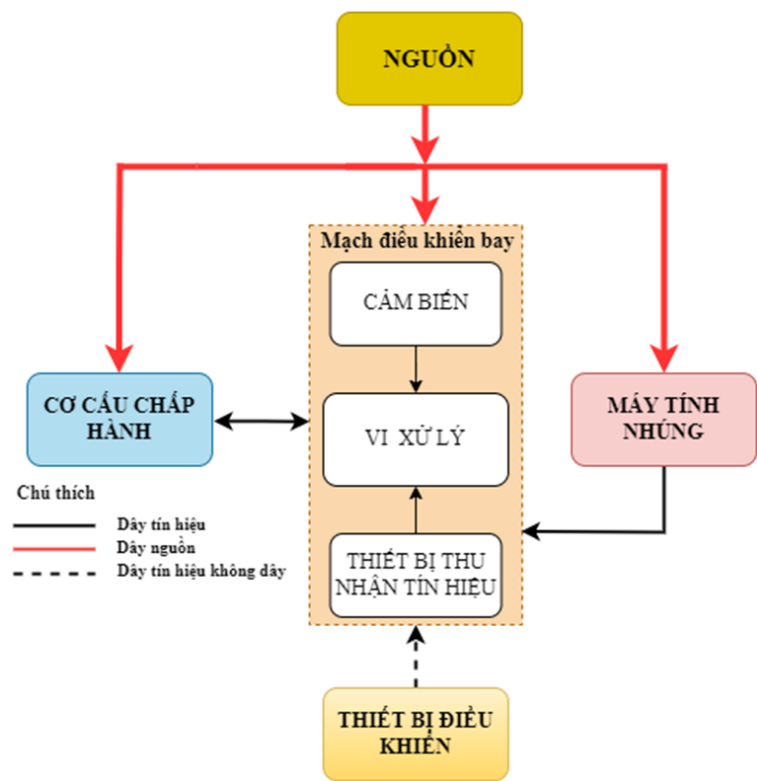 NGUỒN
Mạch điều khiển bay
CẢM BIẾN
CƠ CẤU CHẤP
HÀNH
VI XỬ LÝ
MÁY TÍNH
NHÚNG
Chú thích
Dây tín hiệu
Dây nguồn
Dây tín hiệu không dây
THIẾT BỊ THU
NHẬN TÍN HIỆU
THIẾT BỊ ĐIỀU
KHIỂN